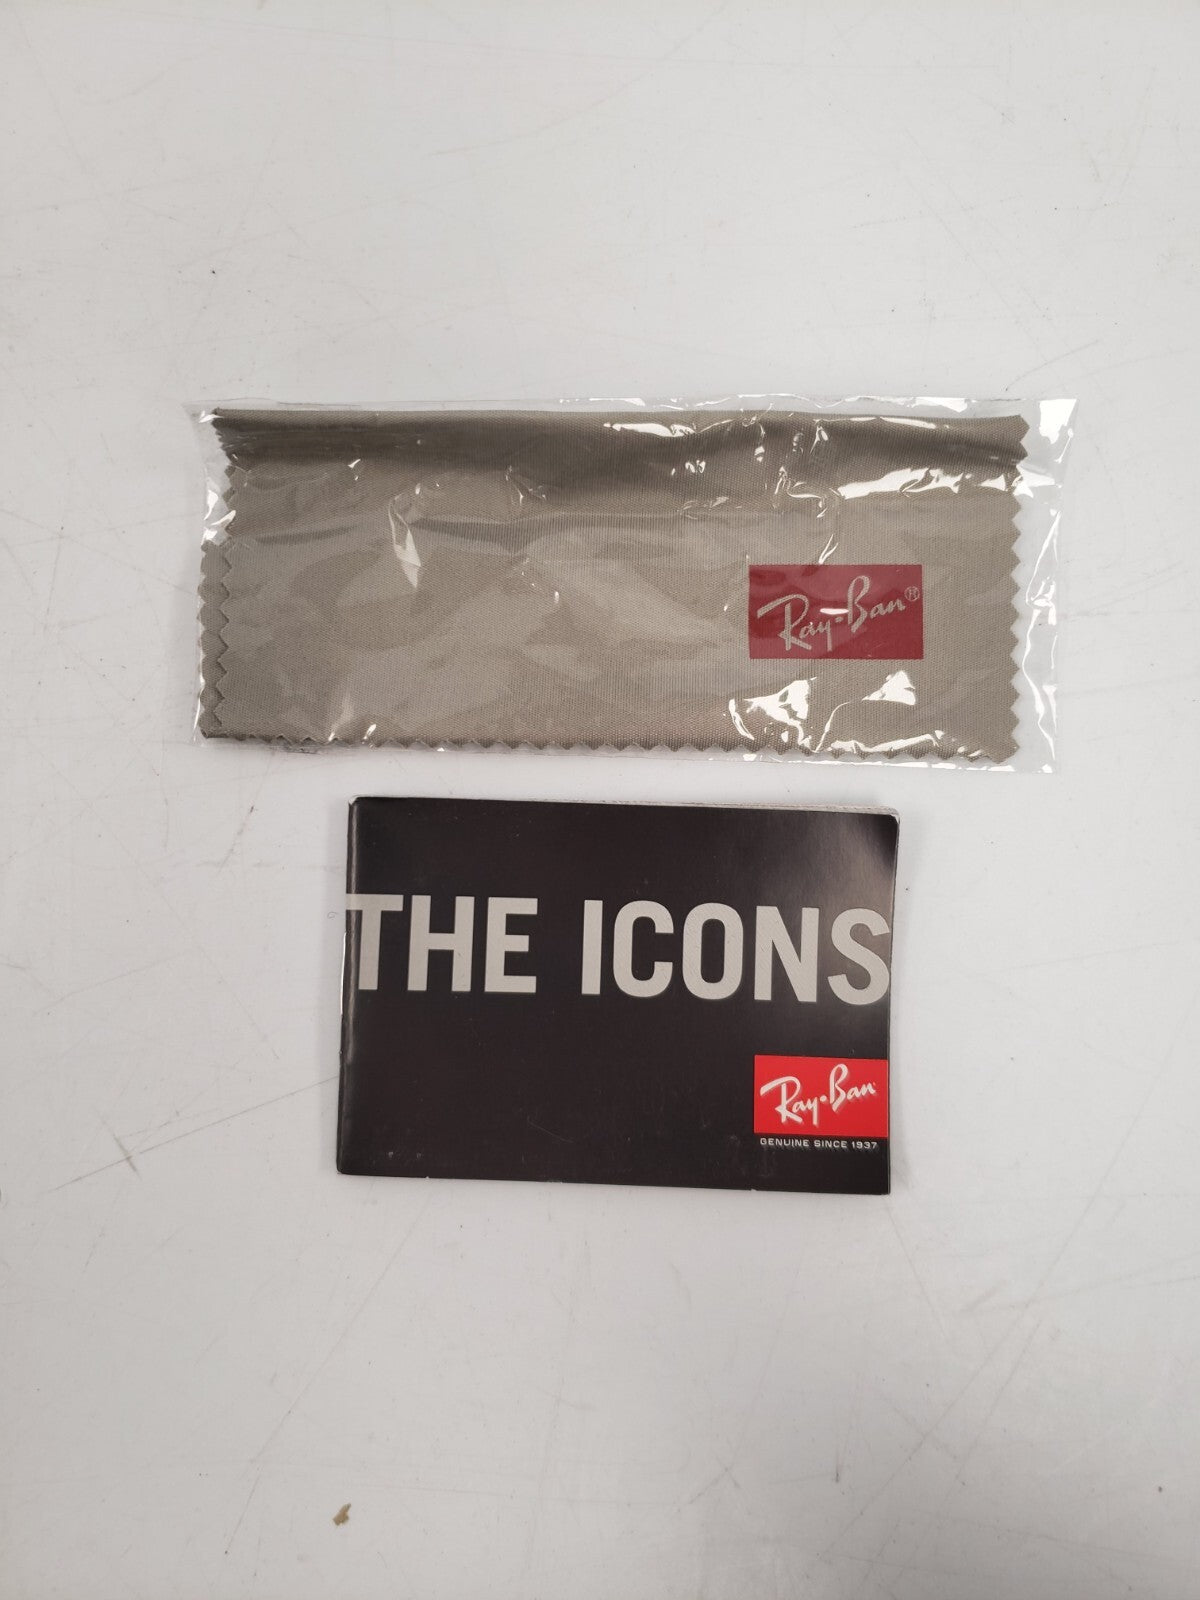 Ray-Ban®
THE ICONS
Ray-Ban
GENUINE SINCE 1937